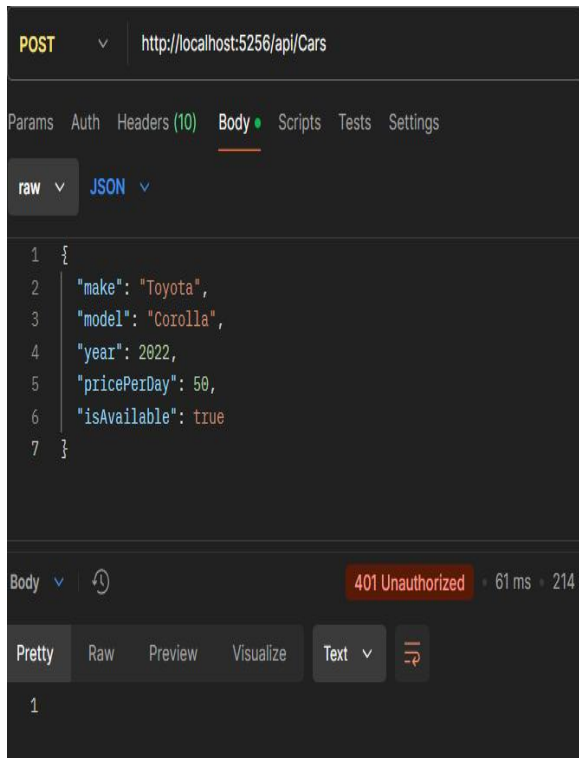 POST http://localhost:5256/api/Cars
Params Auth Headers (10) Body Scripts Tests Settings
raw JSON
1 {
2 "make": "Toyota",
3 "model": "Corolla",
4 "year": 2022,
5 "pricePerDay": 50,
6 "isAvailable": true
7 }
Body 401 Unauthorized • 61 ms • 214
Pretty Raw Preview Visualize Text
1